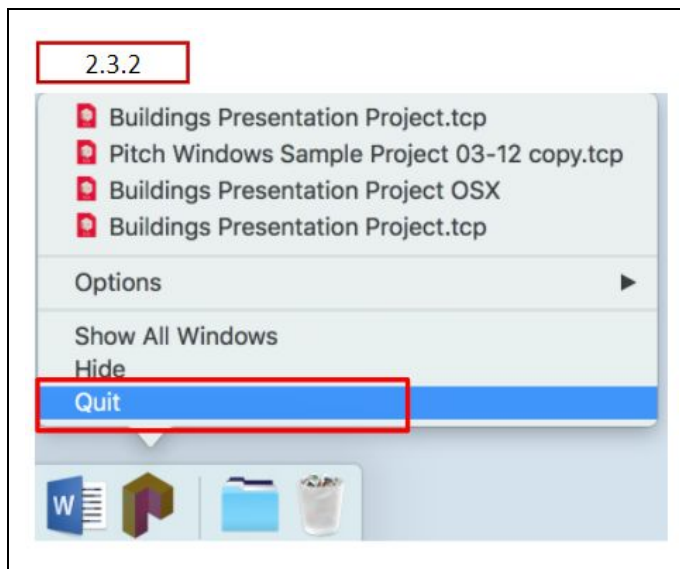 2.3.2
Buildings Presentation Project.tcp
Pitch Windows Sample Project 03-12 copy.tcp
Buildings Presentation Project OSX
Buildings Presentation Project.tcp
Options
Show All Windows
Hide
Quit
W